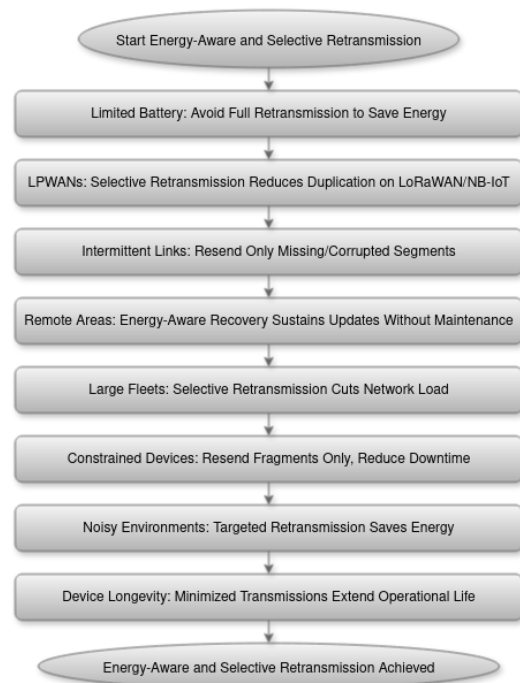 Start Energy-Aware and Selective Retransmission
Limited Battery: Avoid Full Retransmission to Save Energy
LPWANs: Selective Retransmission Reduces Duplication on LoRaWAN/NB-IoT
Intermittent Links: Resend Only Missing/Corrupted Segments
Remote Areas: Energy-Aware Recovery Sustains Updates Without Maintenance
Large Fleets: Selective Retransmission Cuts Network Load
Constrained Devices: Resend Fragments Only, Reduce Downtime
Noisy Environments: Targeted Retransmission Saves Energy
Device Longevity: Minimized Transmissions Extend Operational Life
Energy-Aware and Selective Retransmission Achieved